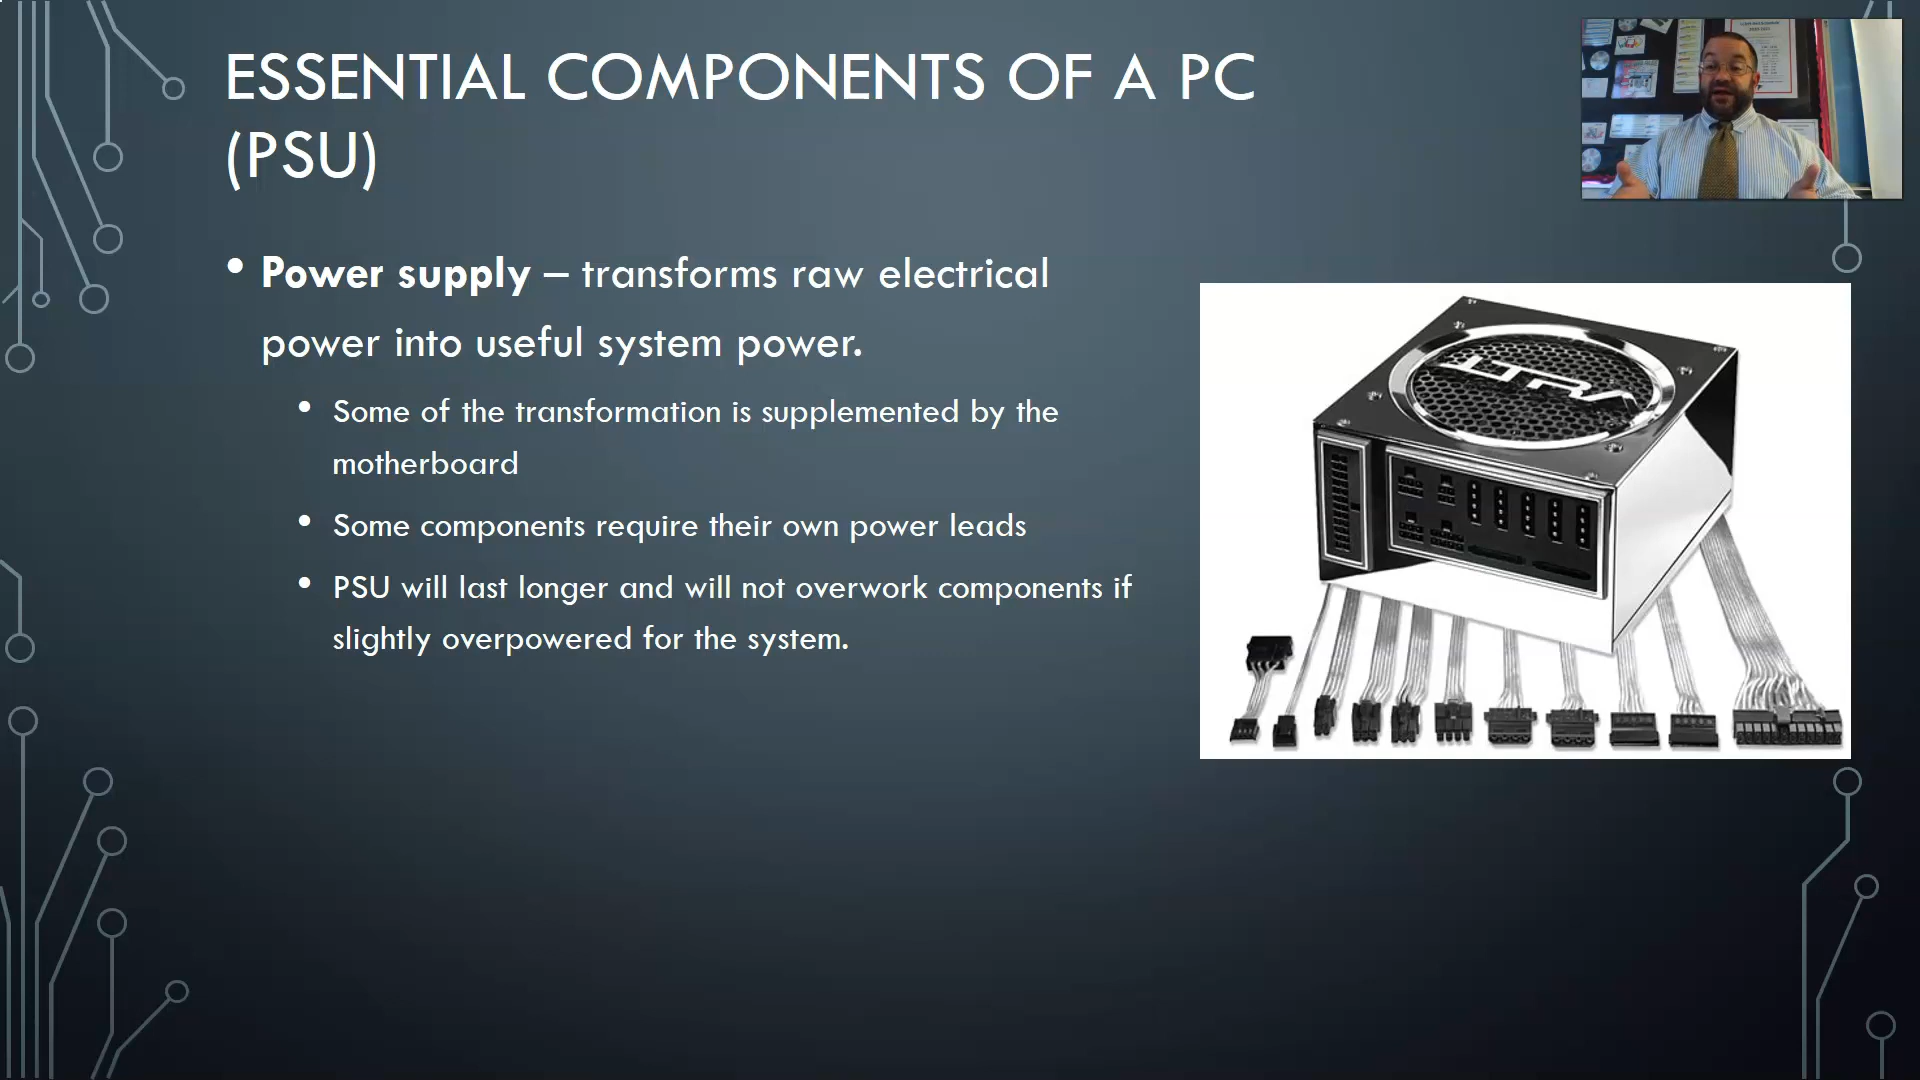 ESSENTIAL COMPONENTS OF A PC
(PSU)
• Power supply – transforms raw electrical
power into useful system power.
• Some of the transformation is supplemented by the
motherboard
• Some components require their own power leads
• PSU will last longer and will not overwork components if
slightly overpowered for the system.